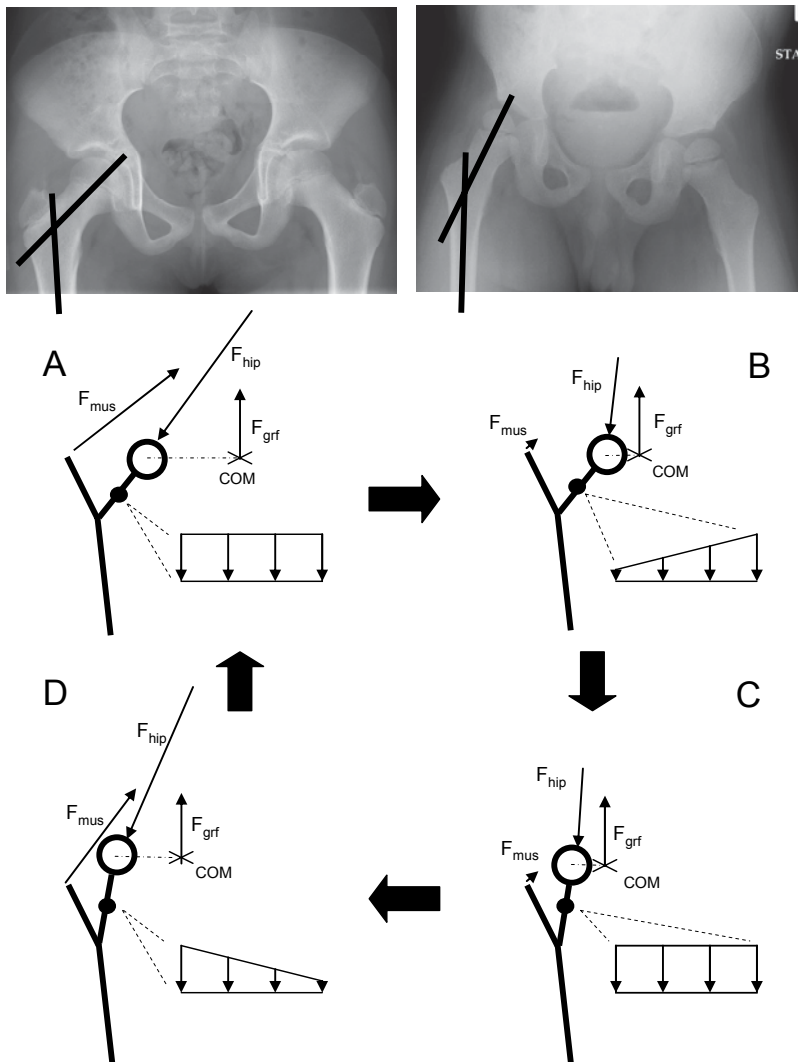 STA
A
F_hip
F_mus
F_grf
COM
B
F_hip
F_mus
F_grf
COM
D
F_hip
F_mus
F_grf
COM
C
F_hip
F_mus
F_grf
COM